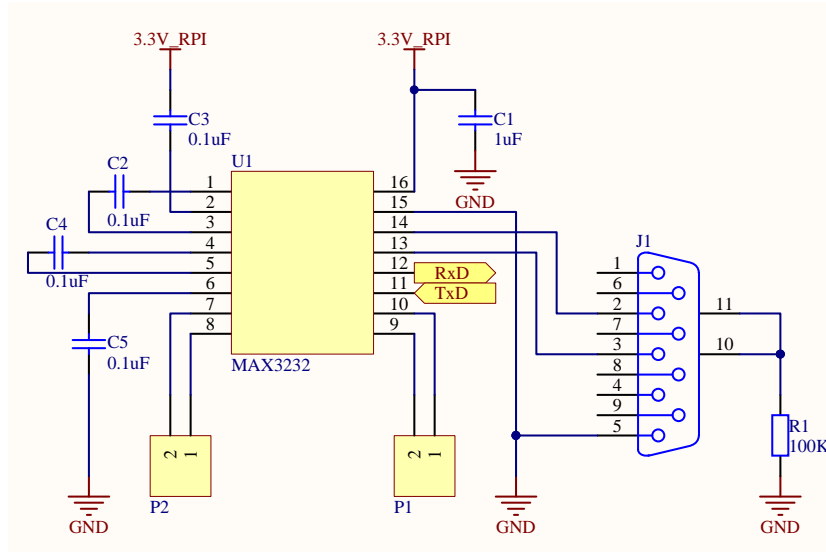 3.3V_RPI
3.3V_RPI
C3
0.1uF
C1
1uF
GND
C2
0.1uF
U1
1
2
3
4
5
6
7
8
16
15
14
13
12
11
10
9
MAX3232
C4
0.1uF
C5
0.1uF
RxD
TxD
J1
1
6
2
7
3
8
4
9
5
11
10
R1
100K
2
1
P2
2
1
P1
GND
GND
GND